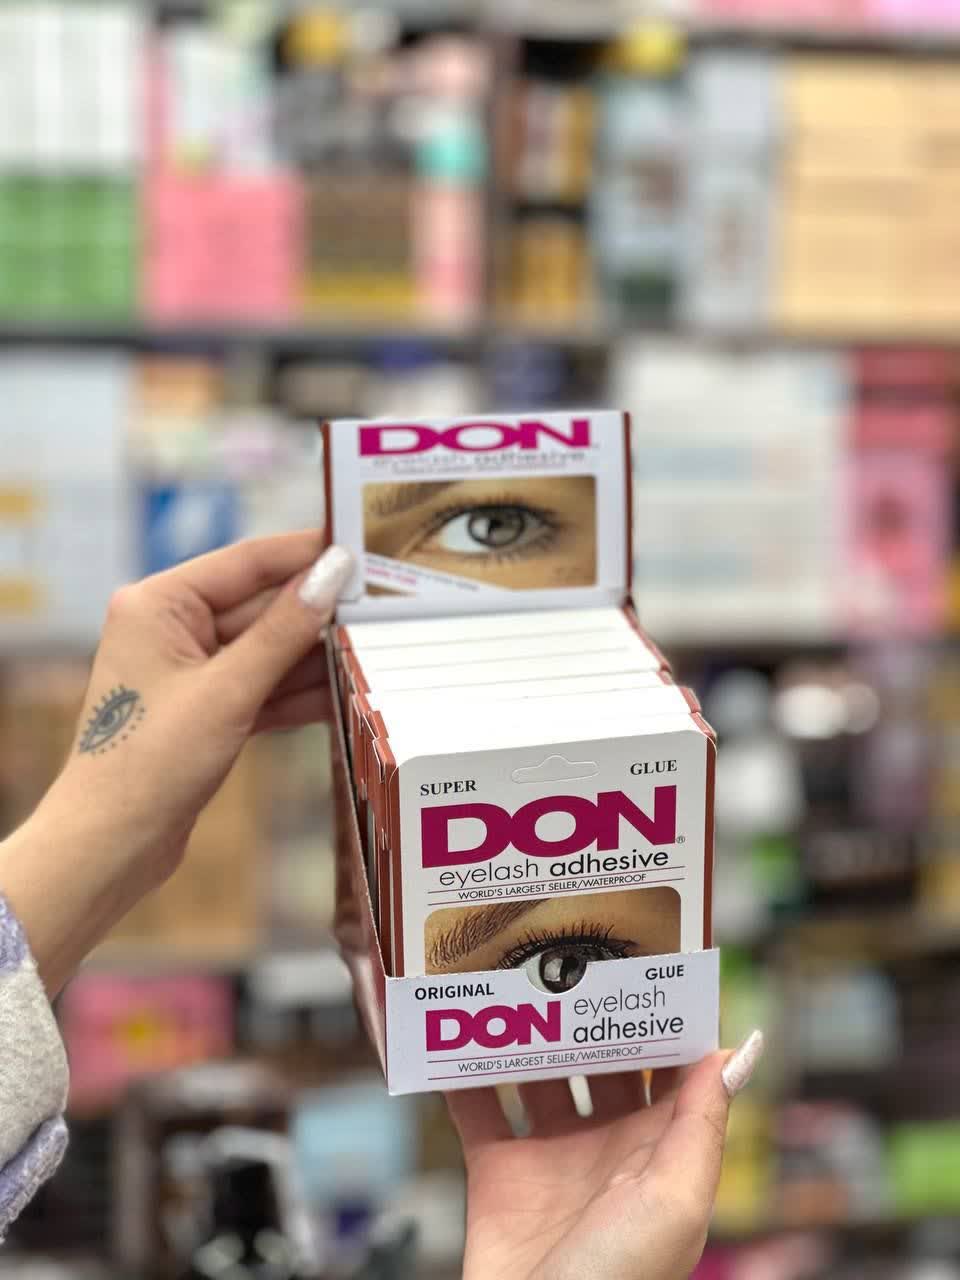 DON
eyelash adhesive
SUPER GLUE
DON®
eyelash adhesive
WORLD'S LARGEST SELLER/WATERPROOF
ORIGINAL GLUE
DON eyelash
adhesive
WORLD'S LARGEST SELLER/WATERPROOF